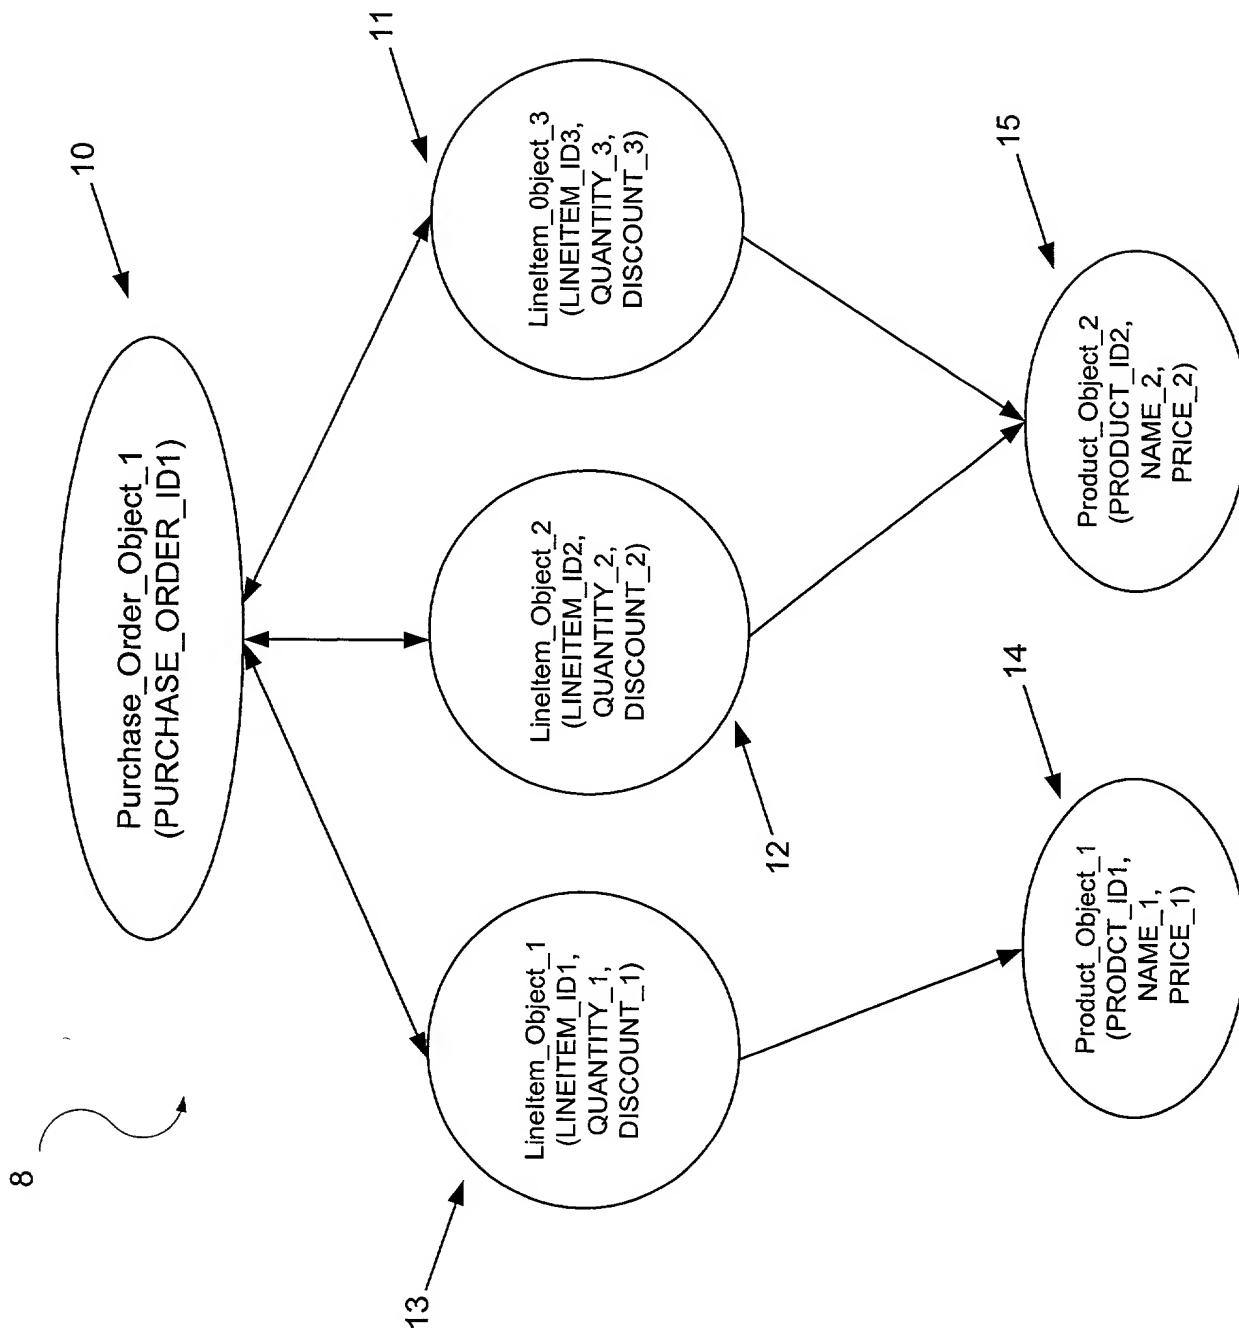 8
10
Purchase_Order_Object_1
(PURCHASE_ORDER_ID1)
13
LineItem_Object_1
(LINEITEM_ID1,
QUANTITY_1,
DISCOUNT_1)
12
LineItem_Object_2
(LINEITEM_ID2,
QUANTITY_2,
DISCOUNT_2)
11
LineItem_0bject_3
(LINEITEM_ID3,
QUANTITY_3,
DISCOUNT_3)
14
Product_Object_1
(PRODCT_ID1,
NAME_1,
PRICE_1)
15
Product_Object_2
(PRODUCT_ID2,
NAME_2,
PRICE_2)